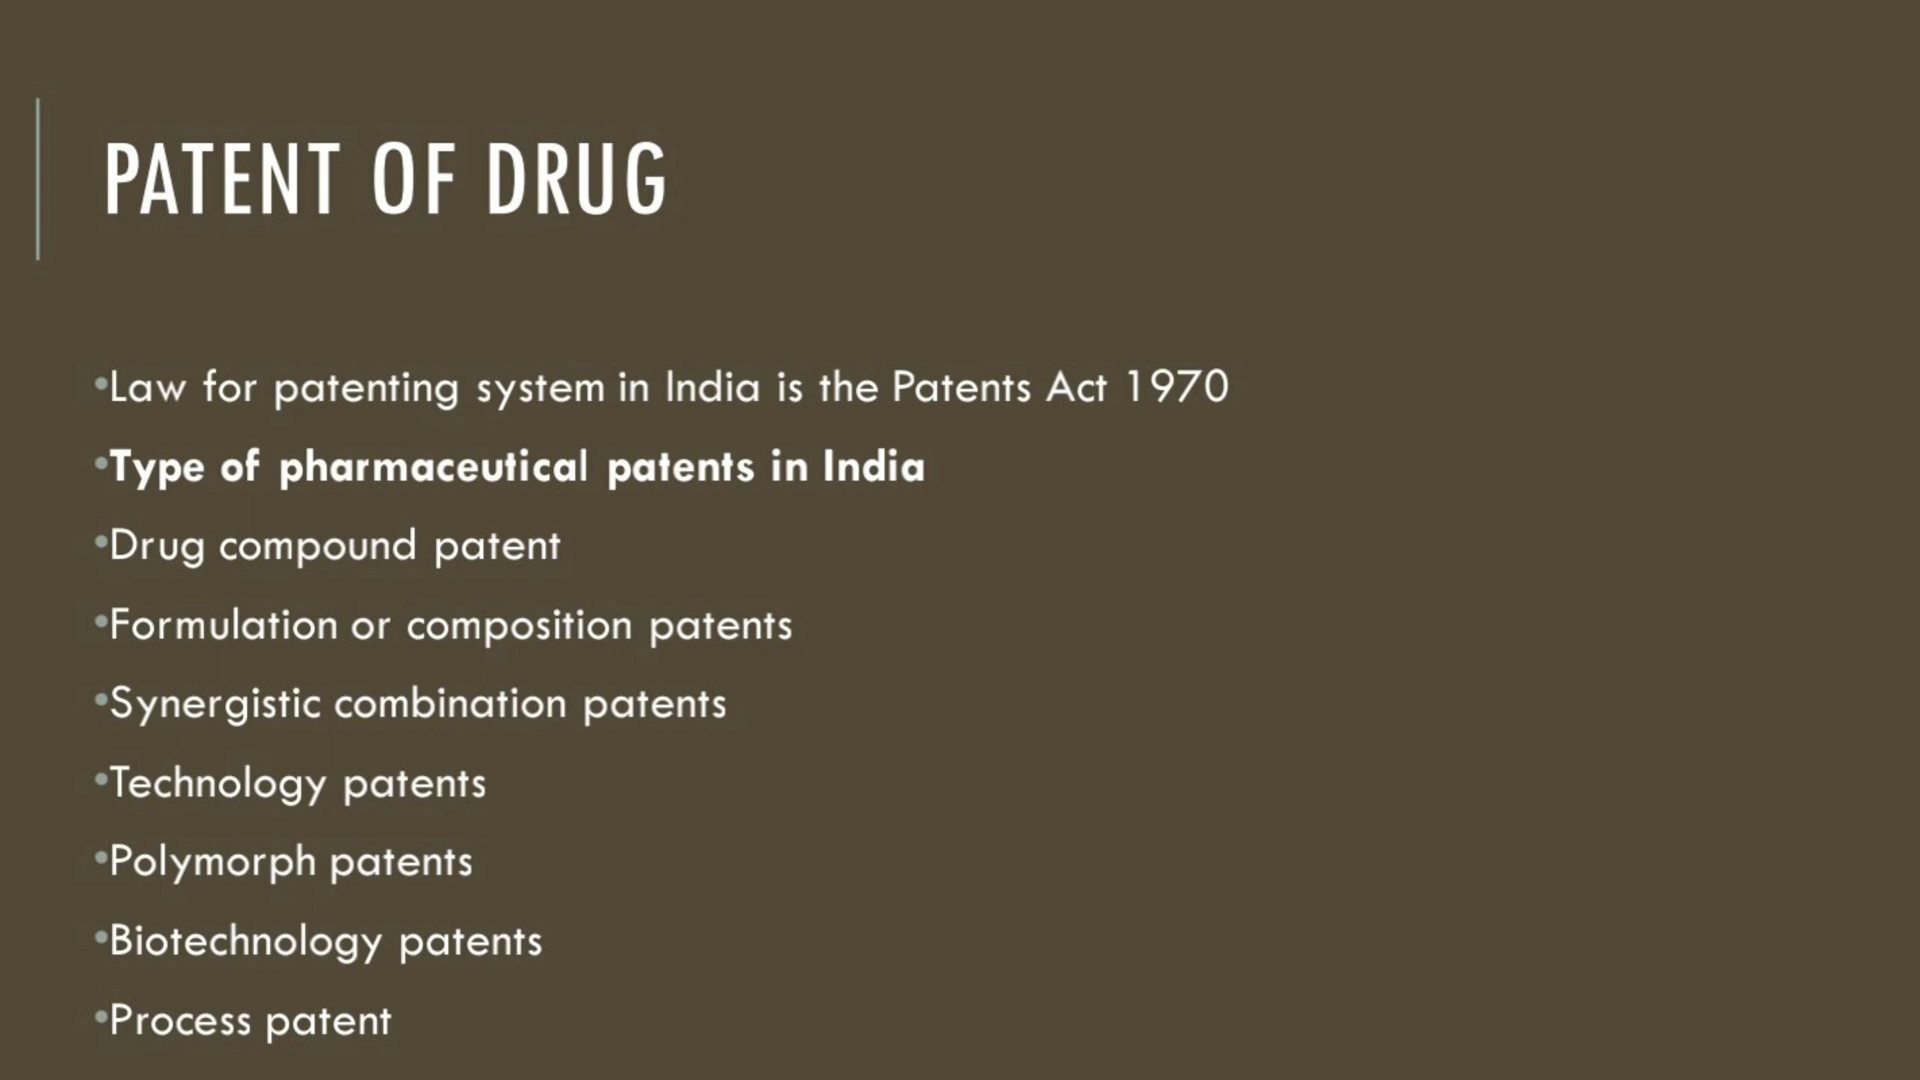 PATENT OF DRUG
•Law for patenting system in India is the Patents Act 1970
•Type of pharmaceutical patents in India
•Drug compound patent
•Formulation or composition patents
•Synergistic combination patents
•Technology patents
•Polymorph patents
•Biotechnology patents
•Process patent